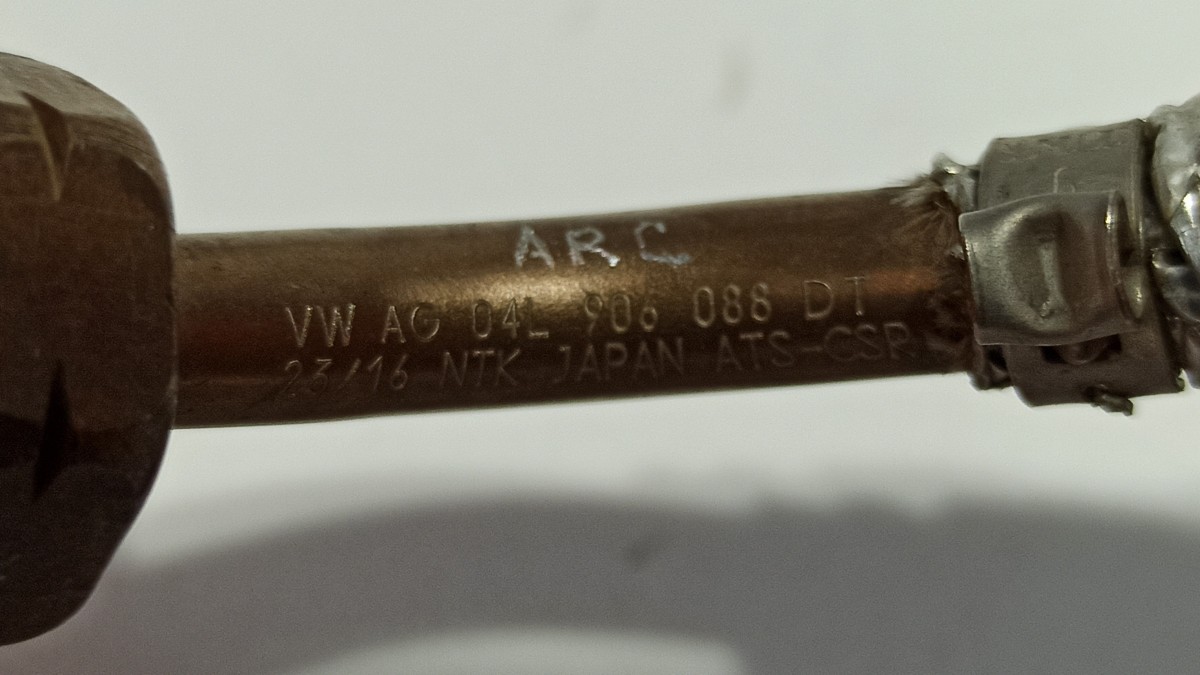 ARC
VW AG 04L 906 088 DT
23/16 NTK JAPAN ATS-CSR